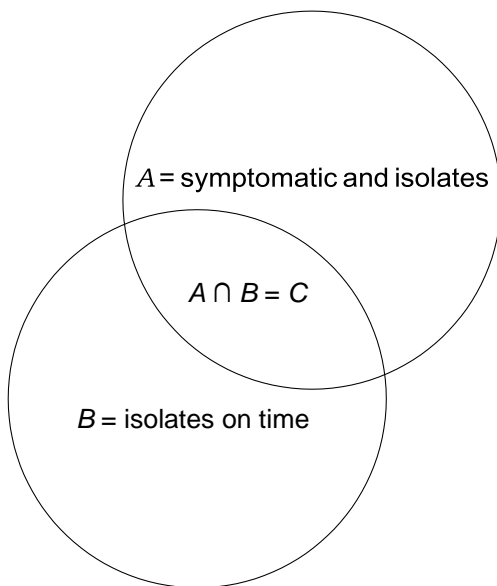 A = symptomatic and isolates
A ∩ B = C
B = isolates on time